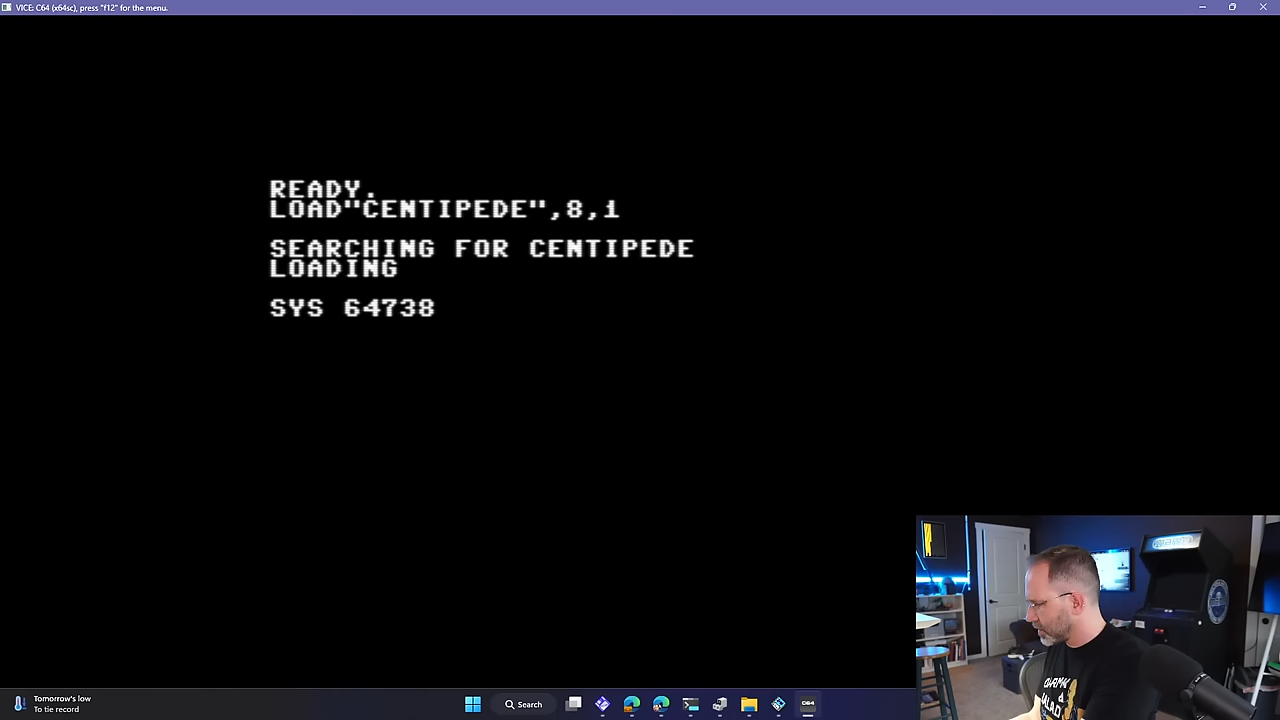 VICE: C64 (x64sc), press "f12" for the menu.
READY.
LOAD"CENTIPEDE",8,1
SEARCHING FOR CENTIPEDE
LOADING
SYS 64738
Tomorrow's low
To tie record
Search
C64